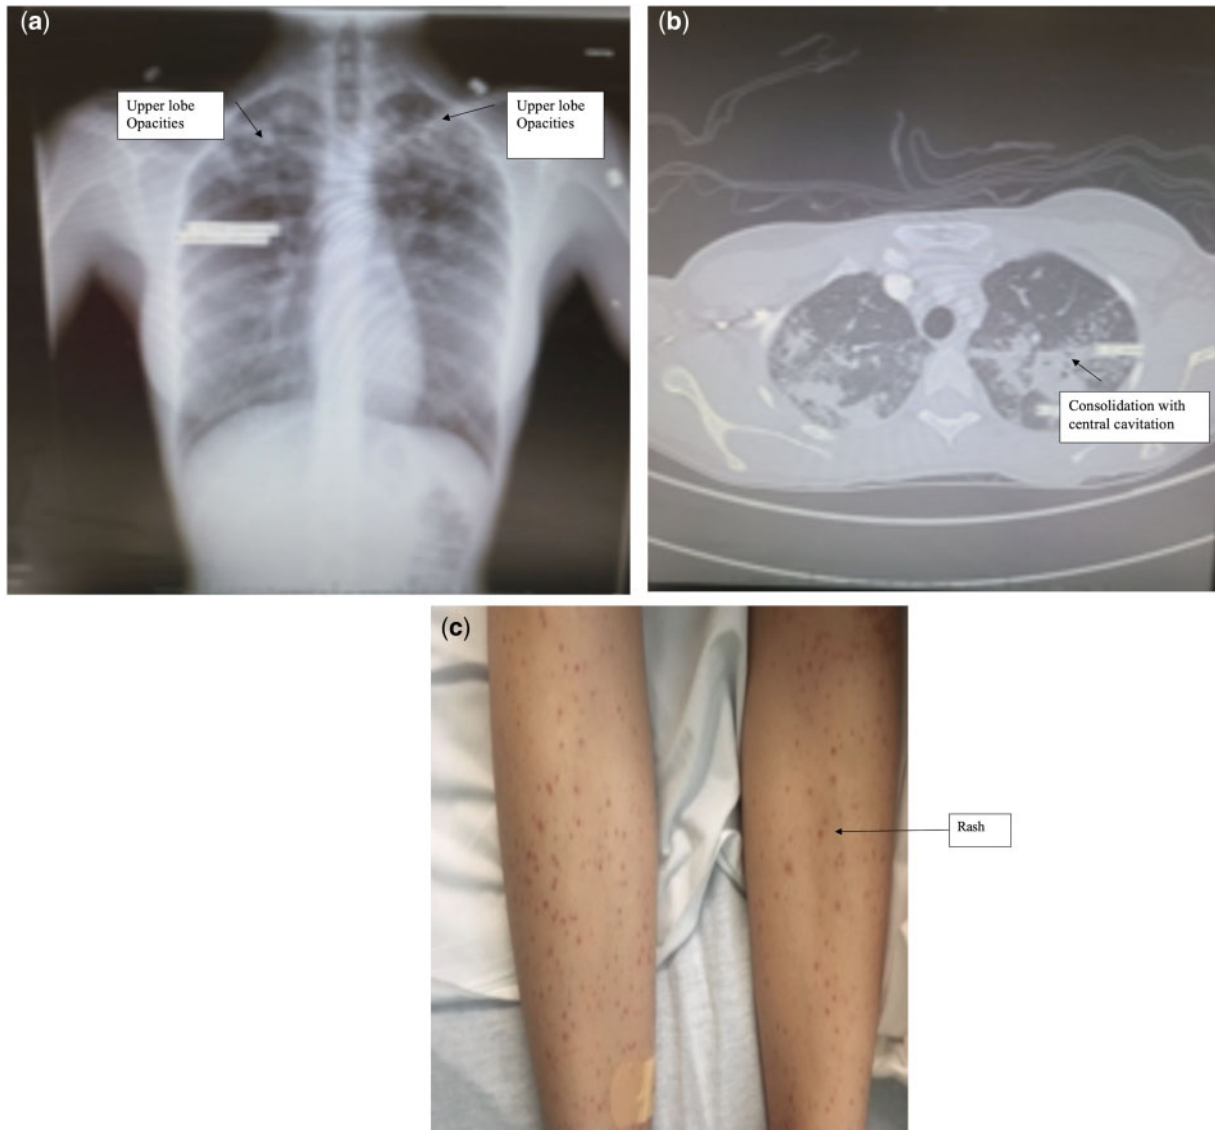 (a)
Upper lobe
Opacities
Upper lobe
Opacities
(b)
Consolidation with
central cavitation
(c)
Rash